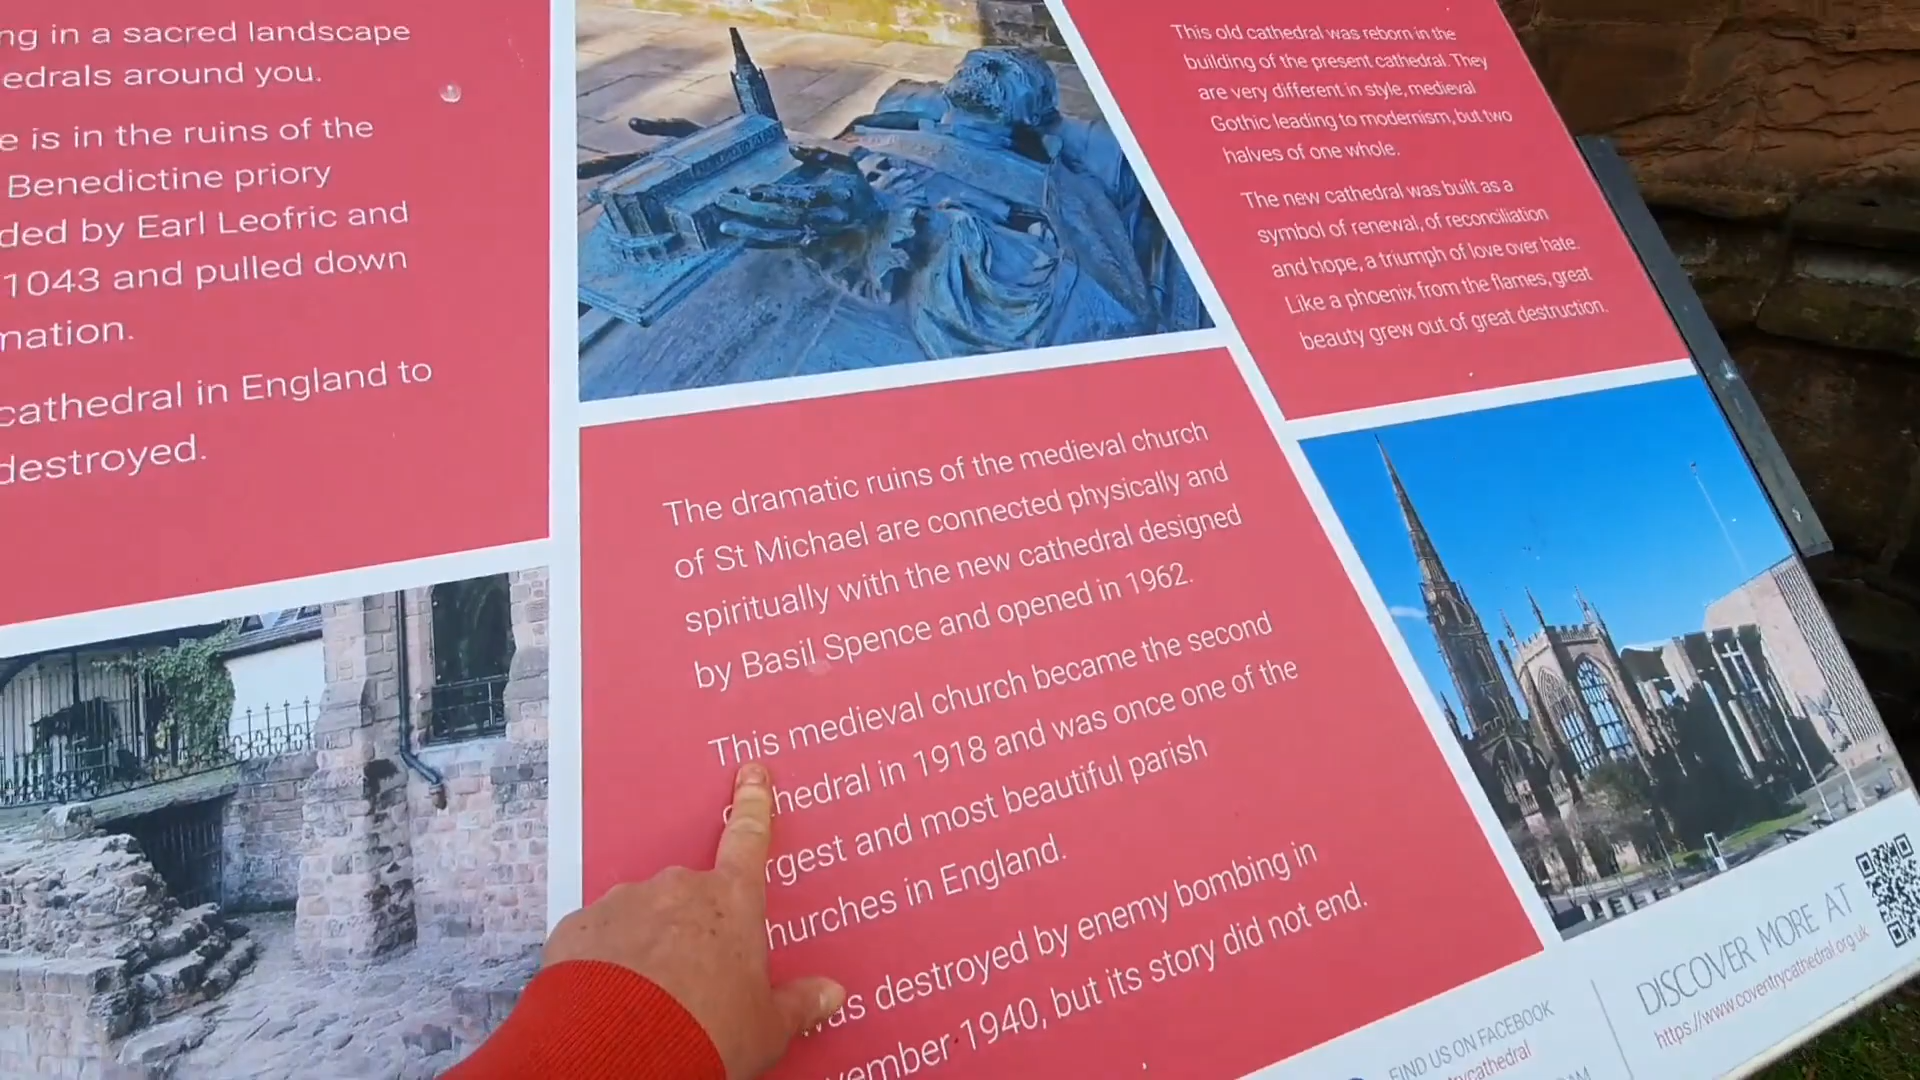 ng in a sacred landscape
edrals around you.
e is in the ruins of the
Benedictine priory
ded by Earl Leofric and
1043 and pulled down
mation.
cathedral in England to
destroyed.
The dramatic ruins of the medieval church
of St Michael are connected physically and
spiritually with the new cathedral designed
by Basil Spence and opened in 1962.
This medieval church became the second
c hedral in 1918 and was once one of the
rgest and most beautiful parish
hurches in England.
was destroyed by enemy bombing in
vember 1940, but its story did not end.
This old cathedral was reborn in the
building of the present cathedral. They
are very different in style, medieval
Gothic leading to modernism, but two
halves of one whole.
The new cathedral was built as a
symbol of renewal, of reconciliation
and hope, a triumph of love over hate.
Like a phoenix from the flames, great
beauty grew out of great destruction.
FIND US ON FACEBOOK
trycathedral
DISCOVER MORE AT
https://www.coventrycathedral.org.uk